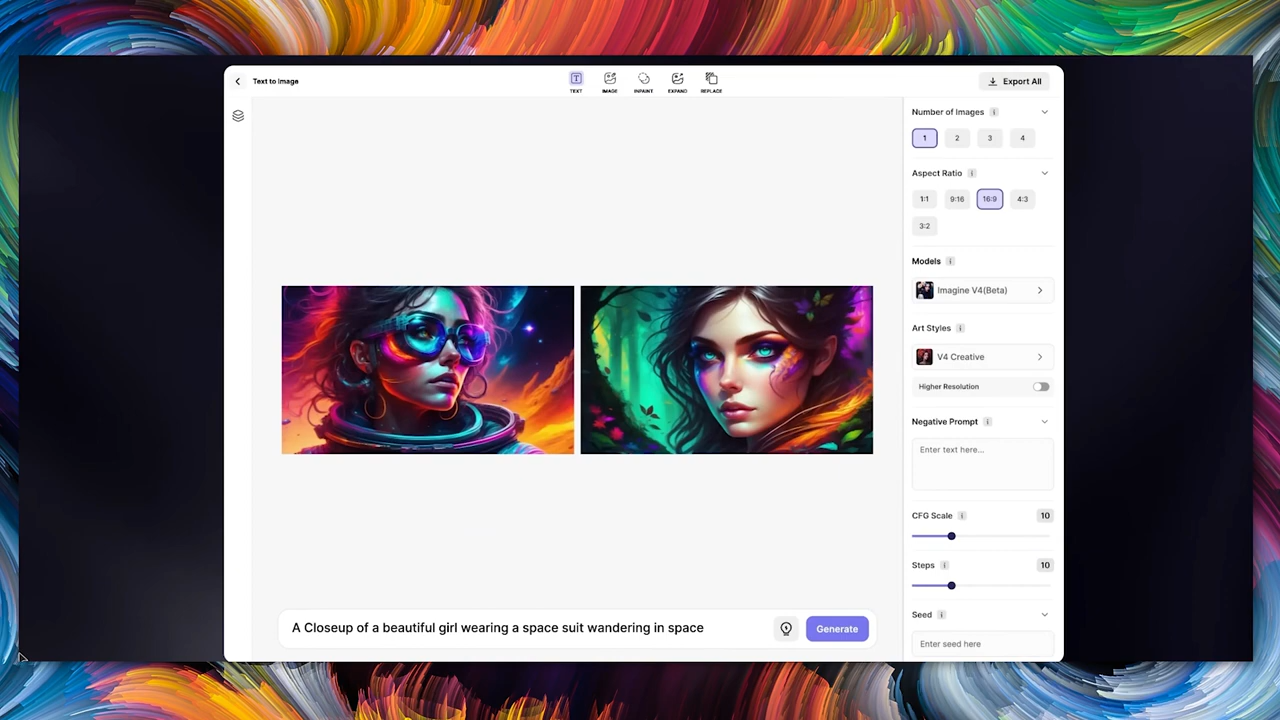 Text to Image
TEXT
IMAGE
INPAINT
EXPAND
REPLACE
Export All
Number of Images i
1 2 3 4
Aspect Ratio i
1:1 9:16 16:9 4:3
3:2
Models i
Imagine V4(Beta)
Art Styles i
V4 Creative
Higher Resolution
Negative Prompt i
Enter text here...
CFG Scale i 10
Steps i 10
Seed i
Enter seed here
A Closeup of a beautiful girl wearing a space suit wandering in space
Generate